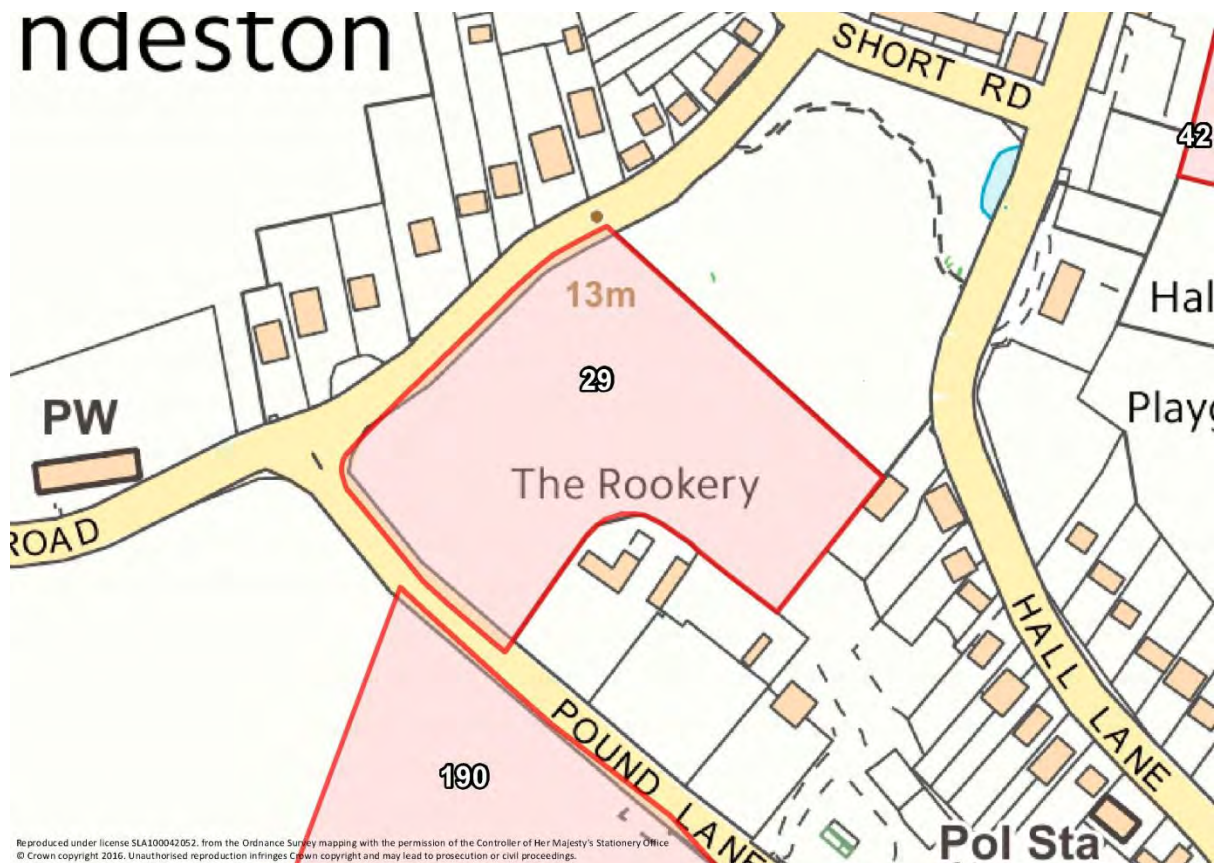 ndeston
SHORT RD
42
13m
Hal
29
PW
Playg
The Rookery
ROAD
HALL LANE
POUND LANE
190
Pol Sta
Reproduced under license SLA100042052. from the Ordnance Survey mapping with the permission of the Controller of Her Majesty's Stationery Office
© Crown copyright 2016. Unauthorised reproduction infringes Crown copyright and may lead to prosecution or civil proceedings.